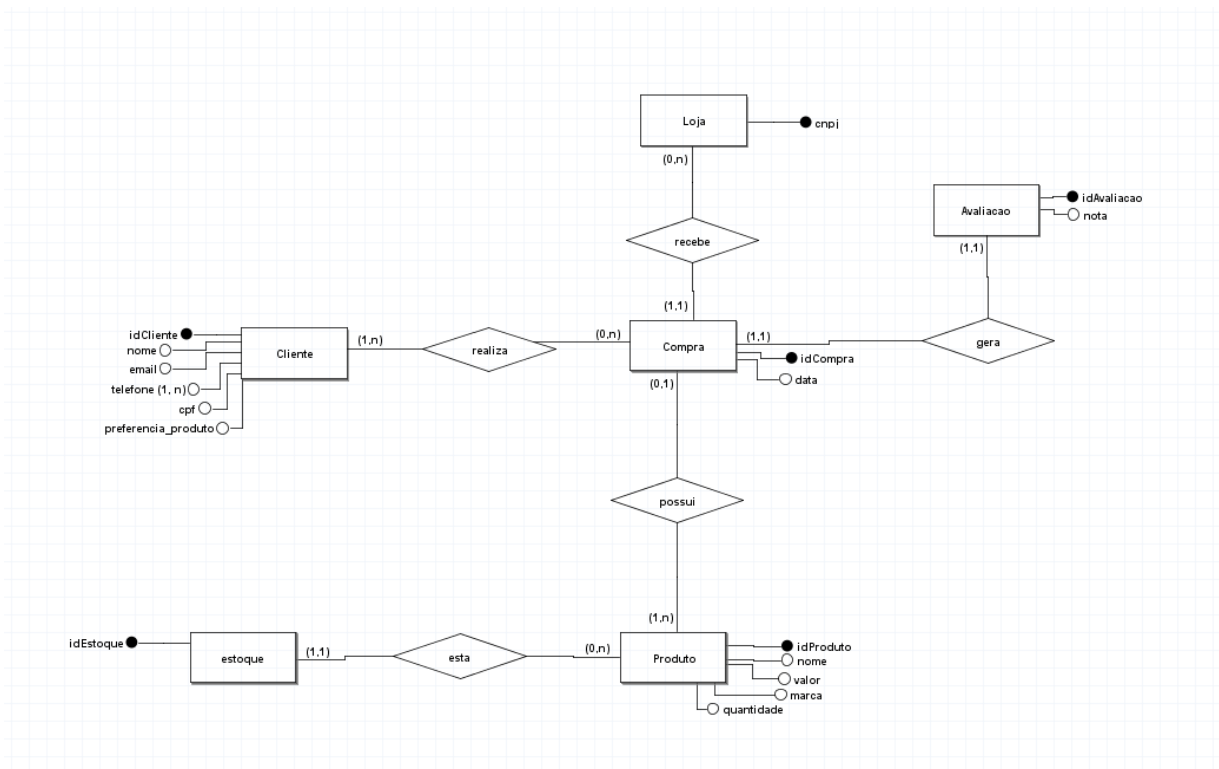 Loja
cnpj
(0,n)
idAvaliacao
Avaliacao
nota
recebe
(1,1)
(1,1)
idCliente
nome
email
telefone (1, n)
cpf
preferencia_produto
Cliente
(1,n)
realiza
(0,n)
Compra
(1,1)
gera
idCompra
data
(0,1)
possui
(1,n)
idEstoque
estoque
(1,1)
esta
(0,n)
Produto
idProduto
nome
valor
marca
quantidade